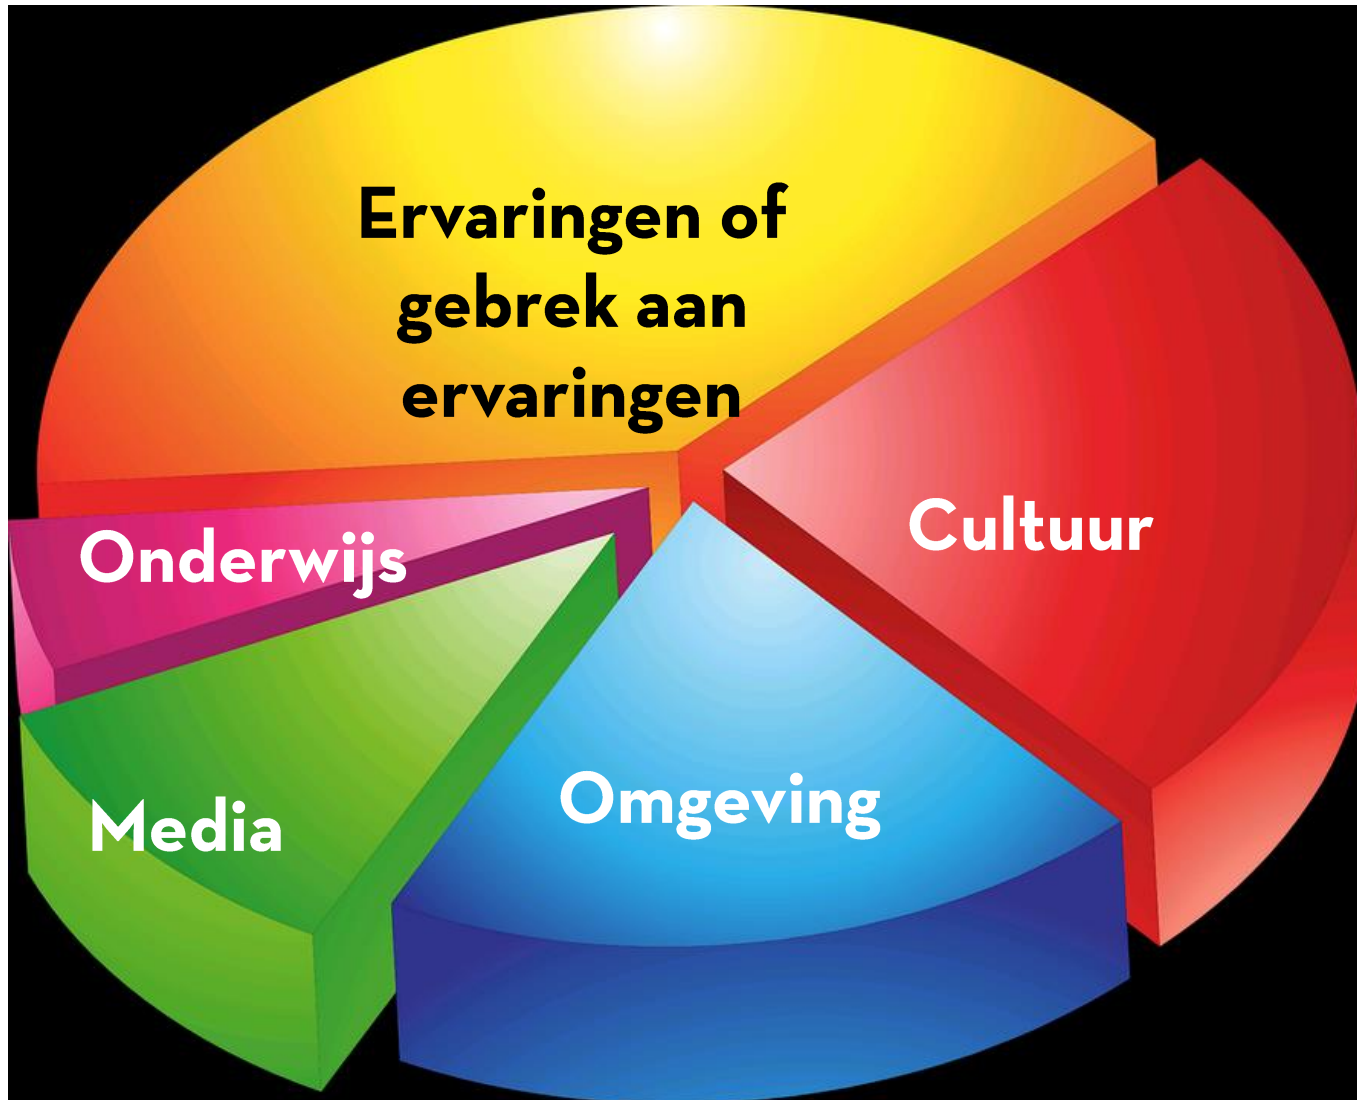 Ervaringen of
gebrek aan
ervaringen
Cultuur
Onderwijs
Omgeving
Media